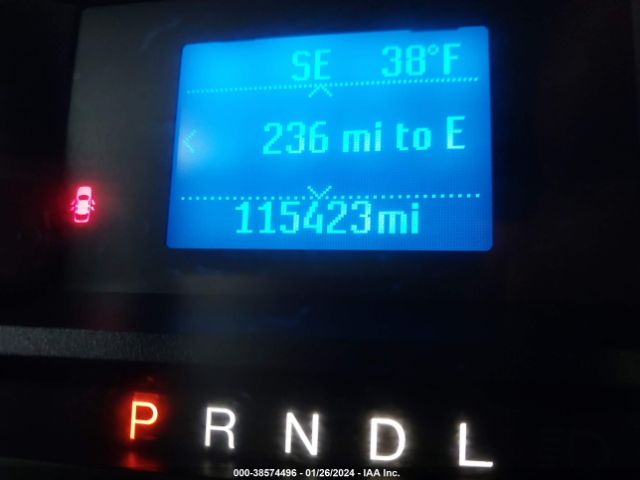 SE 38°F
236 mi to E
115423mi
P R N D L
000-38574496 - 01/26/2024 - IAA Inc.